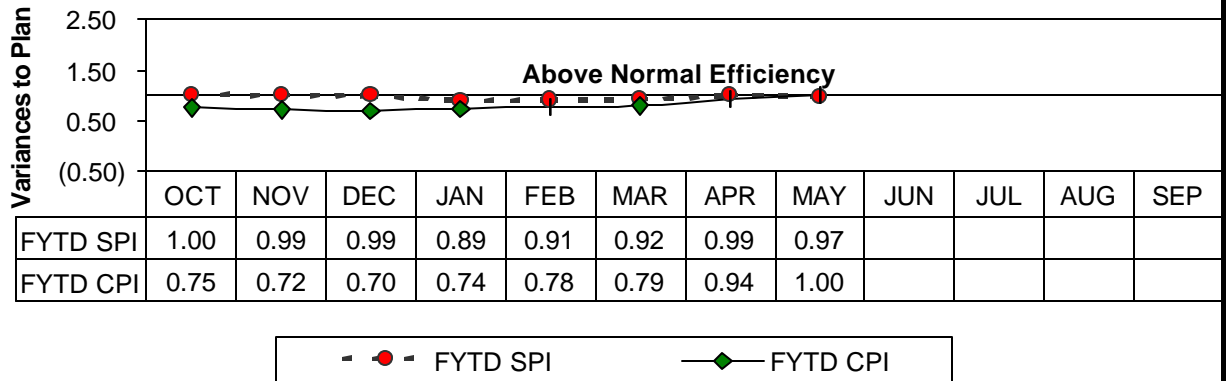 Variances to Plan
2.50
1.50
0.50
(0.50)
Above Normal Efficiency
OCT NOV DEC JAN FEB MAR APR MAY JUN JUL AUG SEP
FYTD SPI 1.00 0.99 0.99 0.89 0.91 0.92 0.99 0.97
FYTD CPI 0.75 0.72 0.70 0.74 0.78 0.79 0.94 1.00
FYTD SPI FYTD CPI